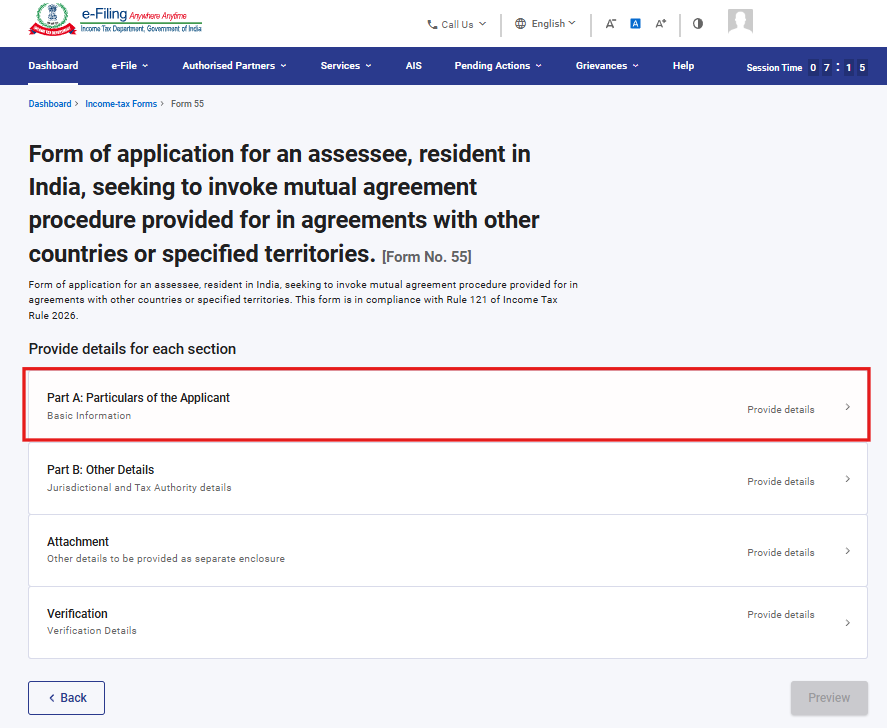 e-Filing Anywhere Anytime
Income Tax Department, Government of India
Call Us
English
A-
A
A+
Dashboard
e-File
Authorised Partners
Services
AIS
Pending Actions
Grievances
Help
Session Time 0 7 : 1 5
Dashboard > Income-tax Forms > Form 55
Form of application for an assessee, resident in
India, seeking to invoke mutual agreement
procedure provided for in agreements with other
countries or specified territories. [Form No. 55]
Form of application for an assessee, resident in India, seeking to invoke mutual agreement procedure provided for in
agreements with other countries or specified territories. This form is in compliance with Rule 121 of Income Tax
Rule 2026.
Provide details for each section
Part A: Particulars of the Applicant
Basic Information
Provide details
Part B: Other Details
Jurisdictional and Tax Authority details
Provide details
Attachment
Other details to be provided as separate enclosure
Provide details
Verification
Verification Details
Provide details
< Back
Preview